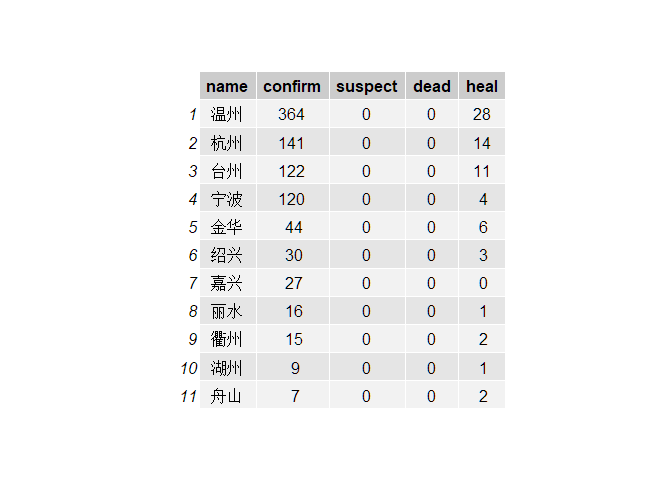 name confirm suspect dead heal
1 温州 364 0 0 28
2 杭州 141 0 0 14
3 台州 122 0 0 11
4 宁波 120 0 0 4
5 金华 44 0 0 6
6 绍兴 30 0 0 3
7 嘉兴 27 0 0 0
8 丽水 16 0 0 1
9 衢州 15 0 0 2
10 湖州 9 0 0 1
11 舟山 7 0 0 2